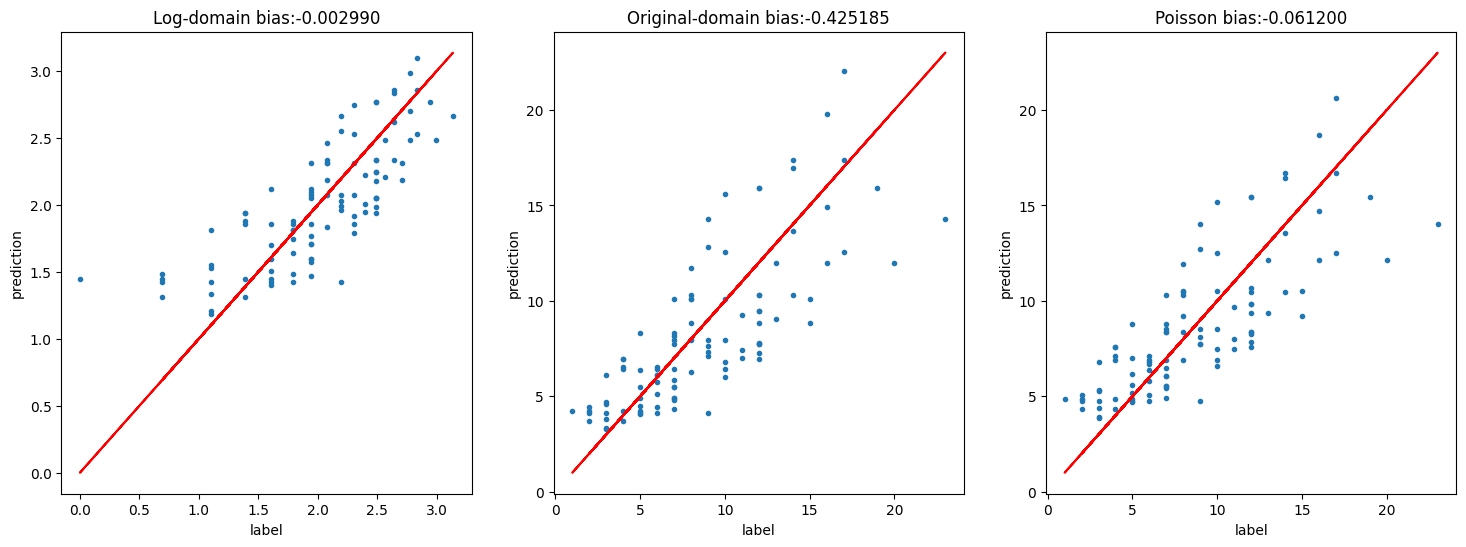 Log-domain bias:-0.002990
prediction
3.0
2.5
2.0
1.5
1.0
0.5
0.0
0.0 0.5 1.0 1.5 2.0 2.5 3.0
label
Original-domain bias:-0.425185
prediction
20
15
10
5
0
0 5 10 15 20
label
Poisson bias:-0.061200
prediction
20
15
10
5
0
0 5 10 15 20
label